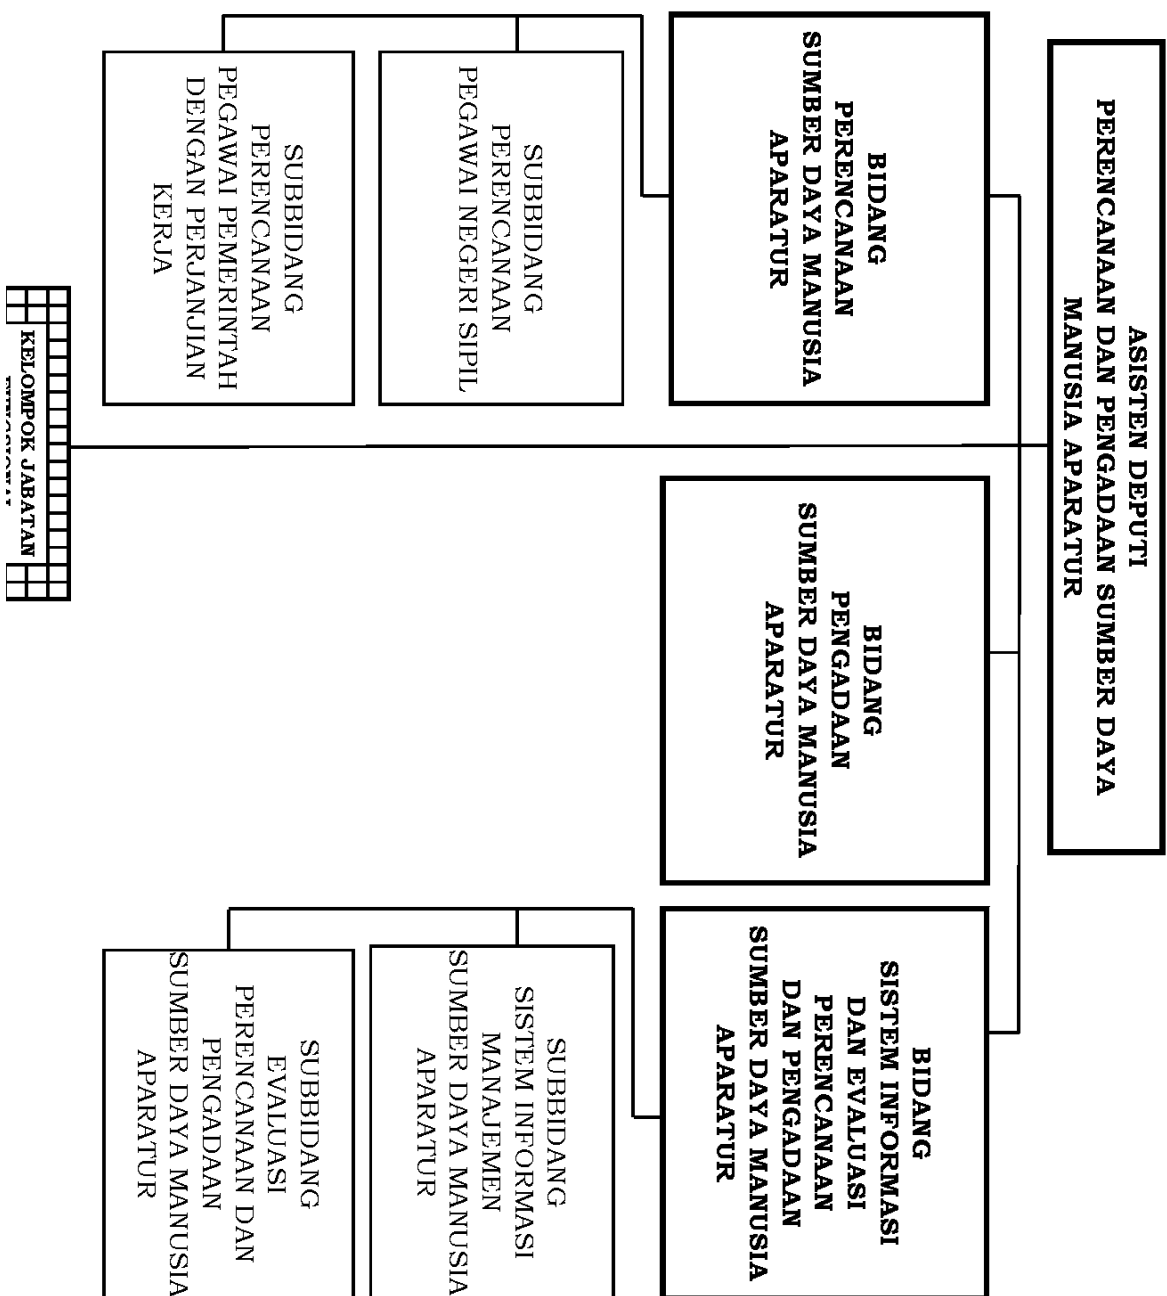 ASISTEN DEPUTI
PERENCANAAN DAN PENGADAAN SUMBER DAYA
MANUSIA APARATUR
BIDANG
PERENCANAAN
SUMBER DAYA MANUSIA
APARATUR
SUBBIDANG
PERENCANAAN
PEGAWAI NEGERI SIPIL
SUBBIDANG
PERENCANAAN
PEGAWAI PEMERINTAH
DENGAN PERJANJIAN
KERJA
BIDANG
PENGADAAN
SUMBER DAYA MANUSIA
APARATUR
BIDANG
SISTEM INFORMASI
DAN EVALUASI
PERENCANAAN
DAN PENGADAAN
SUMBER DAYA MANUSIA
APARATUR
SUBBIDANG
SISTEM INFORMASI
MANAJEMEN
SUMBER DAYA MANUSIA
APARATUR
SUBBIDANG
EVALUASI
PERENCANAAN DAN
PENGADAAN
SUMBER DAYA MANUSIA
APARATUR
KELOMPOK JABATAN